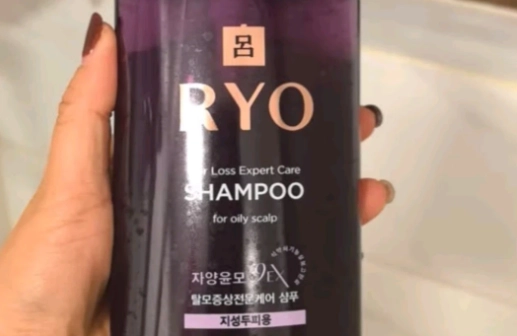 呂
RYO
Loss Expert Care
SHAMPOO
for oily scalp
자양윤모 9EX
탈모증상전문케어 샴푸
지성두피용